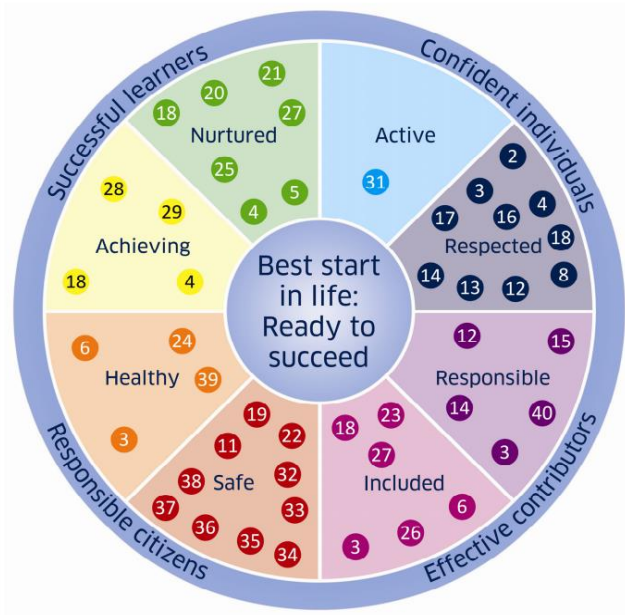 Successful learners
Confident individuals
Effective contributors
Responsible citizens
Best start
in life:
Ready to
succeed
Active
31
Respected
2
3
4
17
16
18
14
13
12
8
Responsible
12
15
14
40
3
Included
18
23
27
6
26
3
Safe
19
22
11
32
38
33
37
36
35
34
Healthy
6
24
39
3
Achieving
28
29
18
4
Nurtured
21
20
18
27
25
5
4